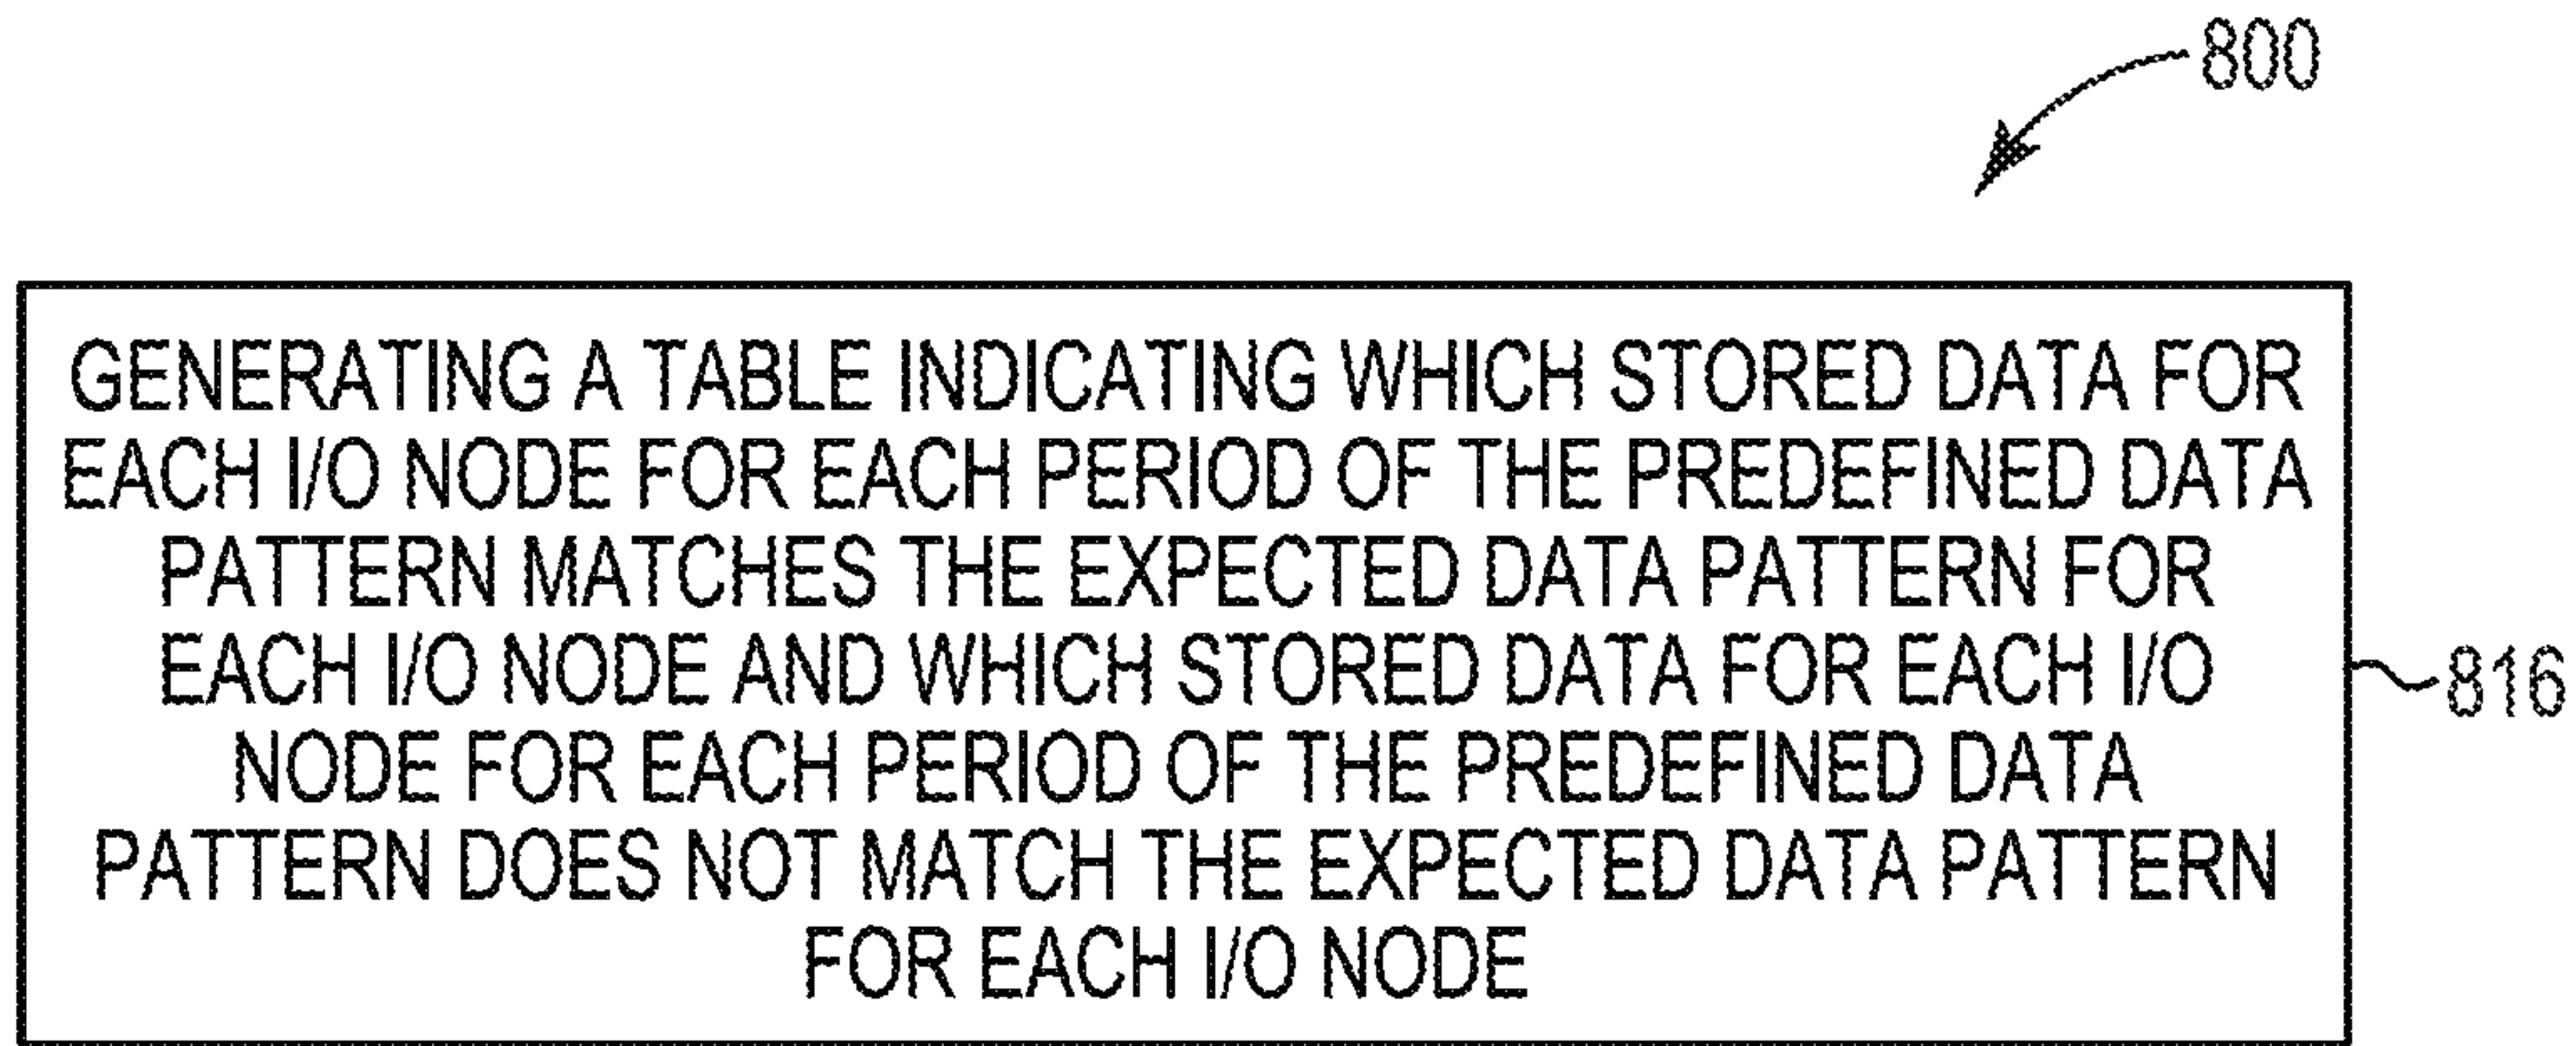 800
GENERATING A TABLE INDICATING WHICH STORED DATA FOR
EACH I/O NODE FOR EACH PERIOD OF THE PREDEFINED DATA
PATTERN MATCHES THE EXPECTED DATA PATTERN FOR
EACH I/O NODE AND WHICH STORED DATA FOR EACH I/O
NODE FOR EACH PERIOD OF THE PREDEFINED DATA
PATTERN DOES NOT MATCH THE EXPECTED DATA PATTERN
FOR EACH I/O NODE
816